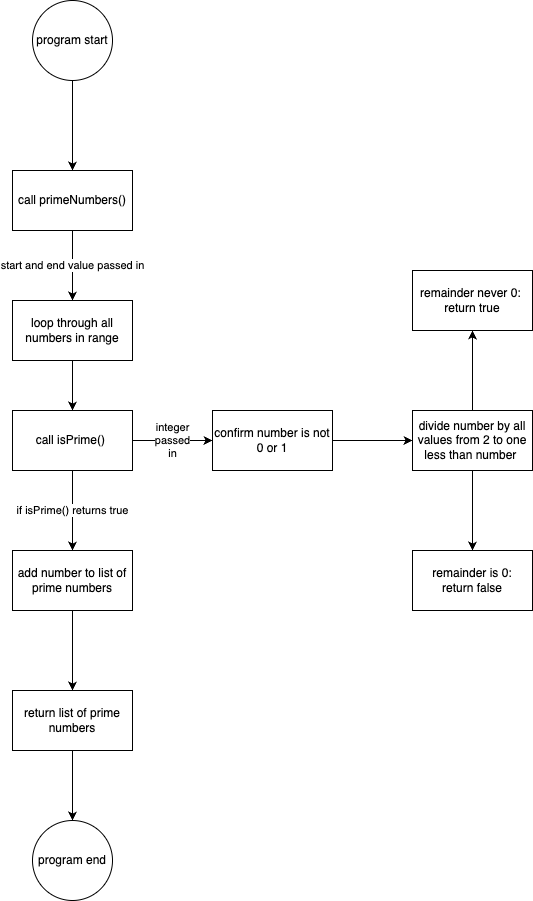 program start
call primeNumbers()
start and end value passed in
loop through all
numbers in range
call isPrime()
integer
passed
in
confirm number is not
0 or 1
divide number by all
values from 2 to one
less than number
remainder never 0:
return true
remainder is 0:
return false
if isPrime() returns true
add number to list of
prime numbers
return list of prime
numbers
program end